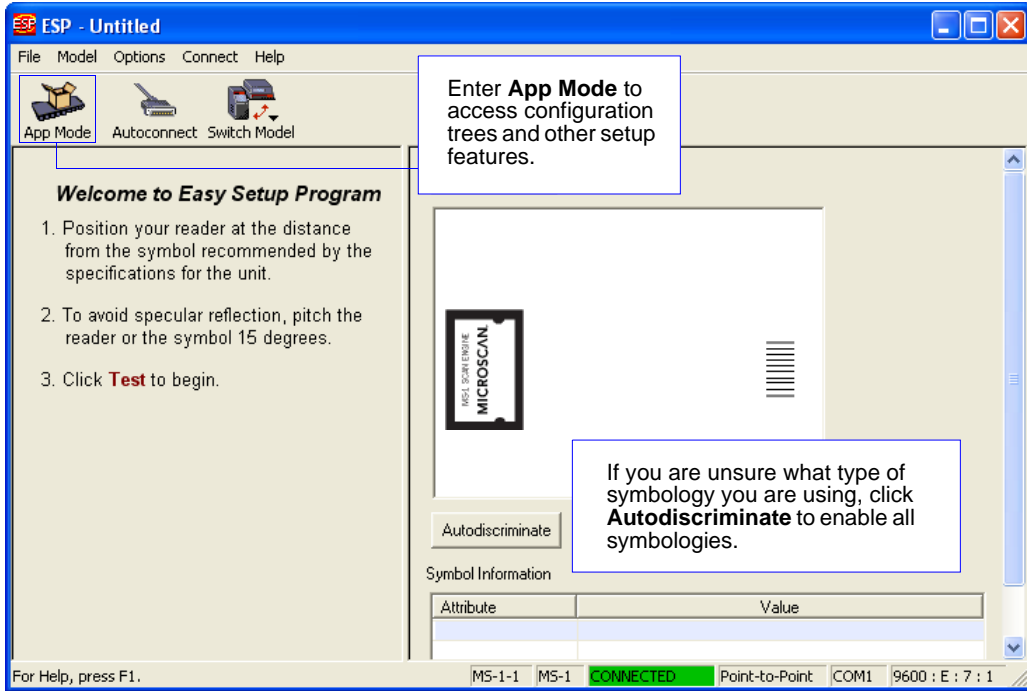 ESP - Untitled
File Model Options Connect Help
App Mode Autoconnect Switch Model
Enter App Mode to
access configuration
trees and other setup
features.
Welcome to Easy Setup Program
1. Position your reader at the distance
from the symbol recommended by the
specifications for the unit.
2. To avoid specular reflection, pitch the
reader or the symbol 15 degrees.
3. Click Test to begin.
MS-1 SCAN ENGINE
MICROSCAN.
If you are unsure what type of
symbology you are using, click
Autodiscriminate to enable all
symbologies.
Autodiscriminate
Symbol Information
Attribute Value
For Help, press F1. MS-1-1 MS-1 CONNECTED Point-to-Point COM1 9600 : E : 7 : 1